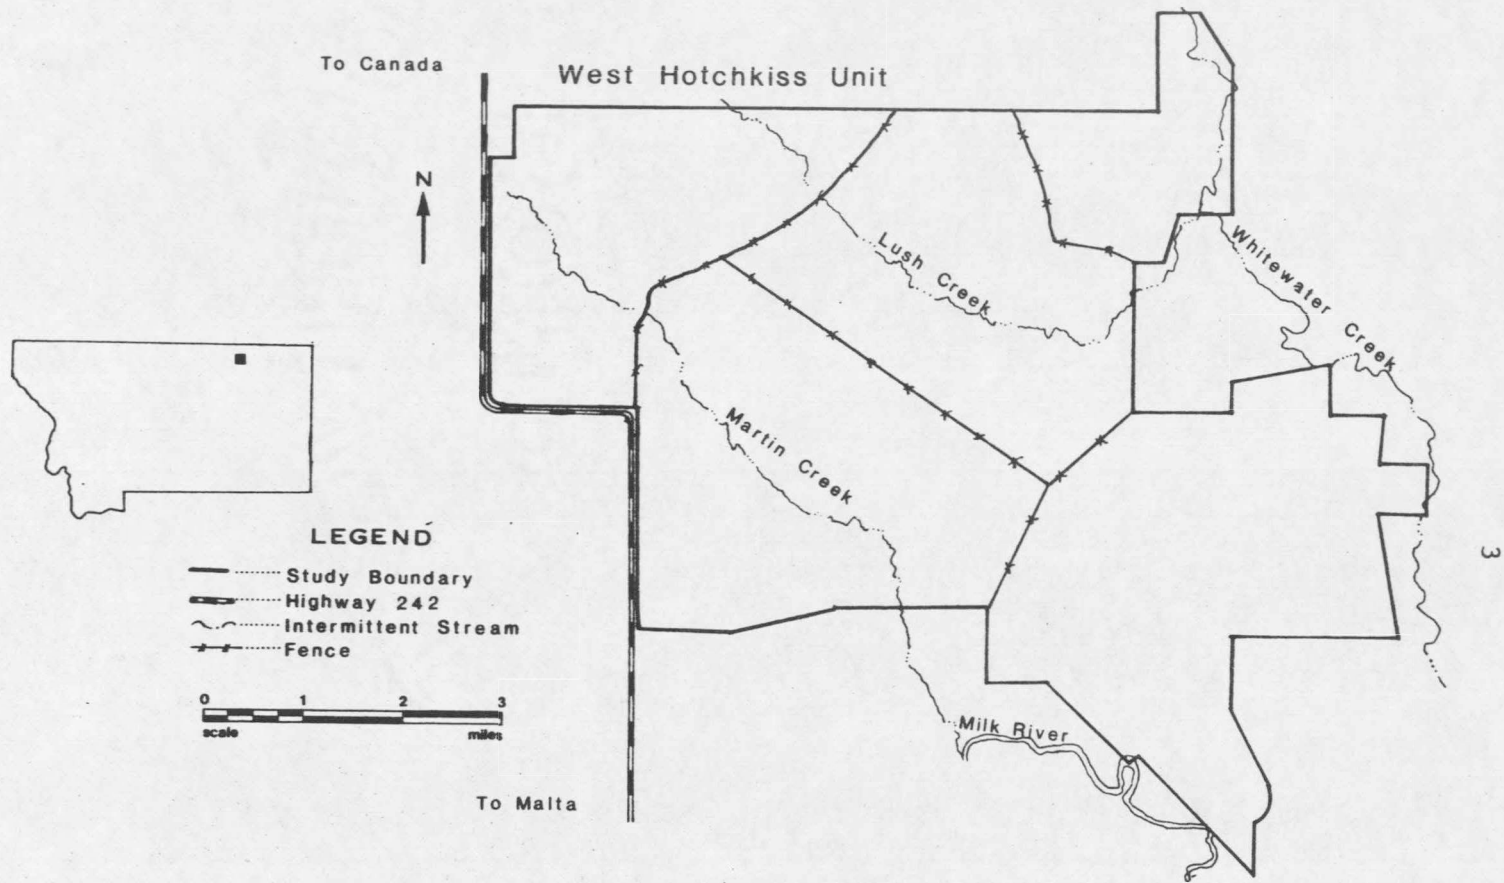 To Canada
West Hotchkiss Unit
N
Lush Creek
Whitewater Creek
Martin Creek
LEGEND
Study Boundary
Highway 242
Intermittent Stream
Fence
0 1 2 3
scale miles
Milk River
To Malta
3